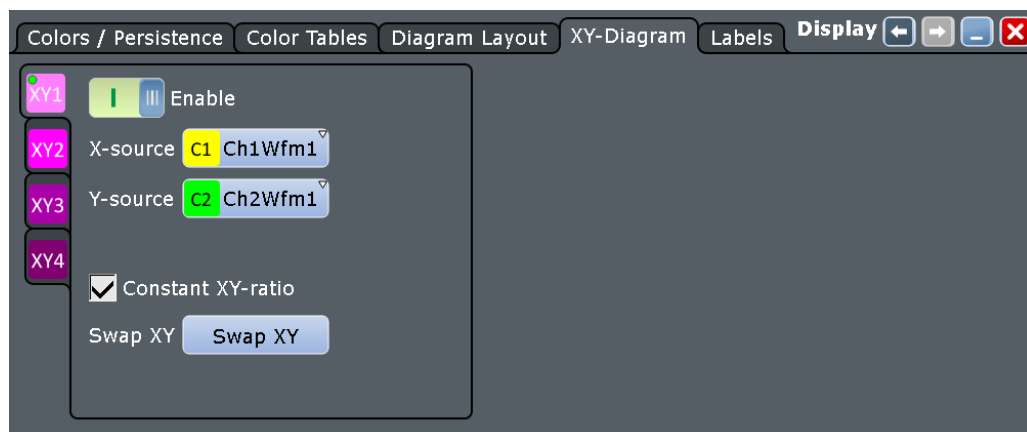 Colors / Persistence Color Tables Diagram Layout XY-Diagram Labels Display
XY1 Enable
XY2 X-source C1 Ch1Wfm1
XY3 Y-source C2 Ch2Wfm1
XY4
Constant XY-ratio
Swap XY Swap XY